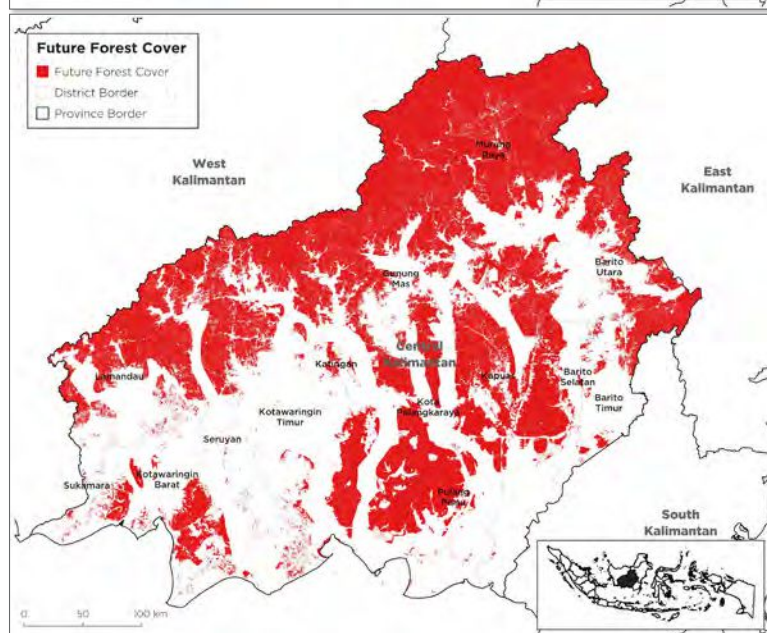 Future Forest Cover
Future Forest Cover
District Border
Province Border
West
Kalimantan
Murung
Raya
East
Kalimantan
Gunung
Mas
Barito
Utara
Central
Kalimantan
Lamandau
Katingan
Kapuas
Barito
Selatan
Kota
Palangkaraya
Barito
Timur
Kotawaringin
Timur
Seruyan
Sukamara
Kotawaringin
Barat
Pulang
Pisau
South
Kalimantan
0 50 100 km